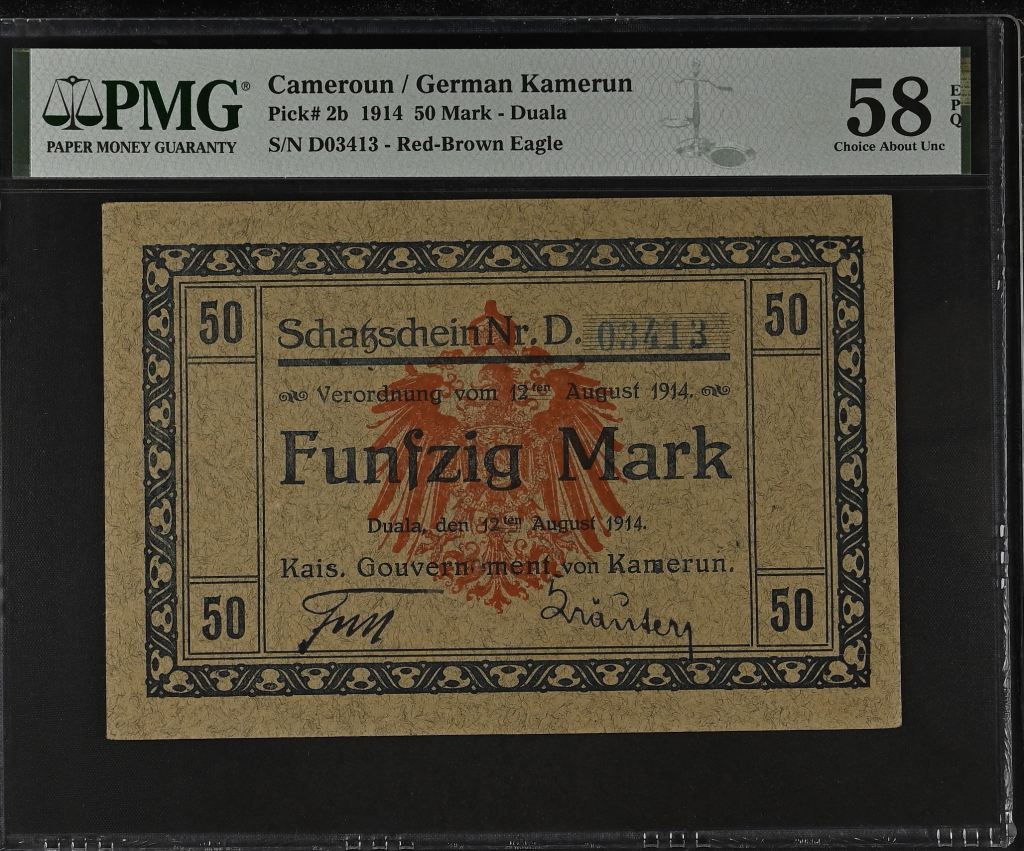 PMG®
PAPER MONEY GUARANTY
Cameroun / German Kamerun
Pick# 2b 1914 50 Mark - Duala
S/N D03413 - Red-Brown Eagle
58
EPQ
Choice About Unc
50
50
Schatzschein Nr. D. 03413
Verordnung vom 12ten August 1914.
Funfzig Mark
Duala, den 12ten August 1914.
Kais. Gouvernement von Kamerun.
50
50